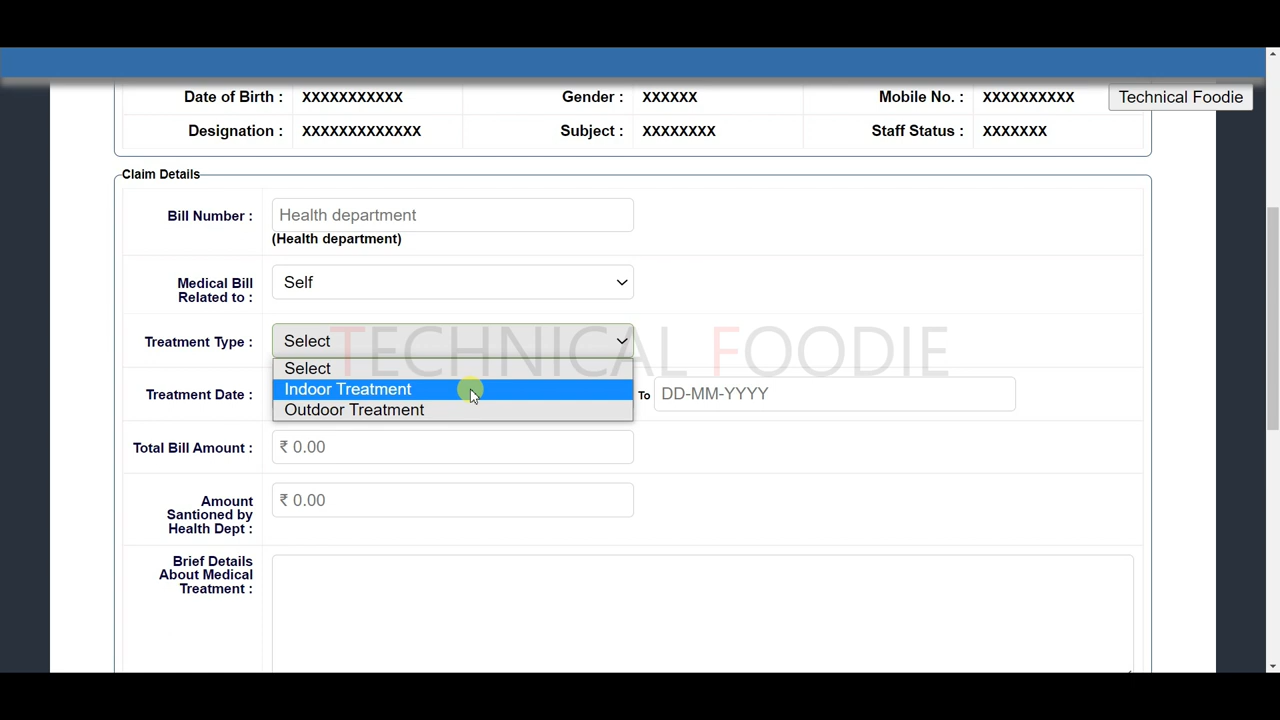 Date of Birth : XXXXXXXXXXX Gender : XXXXXX Mobile No. : XXXXXXXXXX Technical Foodie
Designation : XXXXXXXXXXXXX Subject : XXXXXXXX Staff Status : XXXXXXX
Claim Details
Bill Number : Health department
(Health department)
Medical Bill
Related to :
Self
Treatment Type : Select
TECHNICAL FOODIE
Select
Indoor Treatment
Outdoor Treatment
Treatment Date : To DD-MM-YYYY
Total Bill Amount : ₹ 0.00
Amount
Santioned by
Health Dept :
₹ 0.00
Brief Details
About Medical
Treatment :